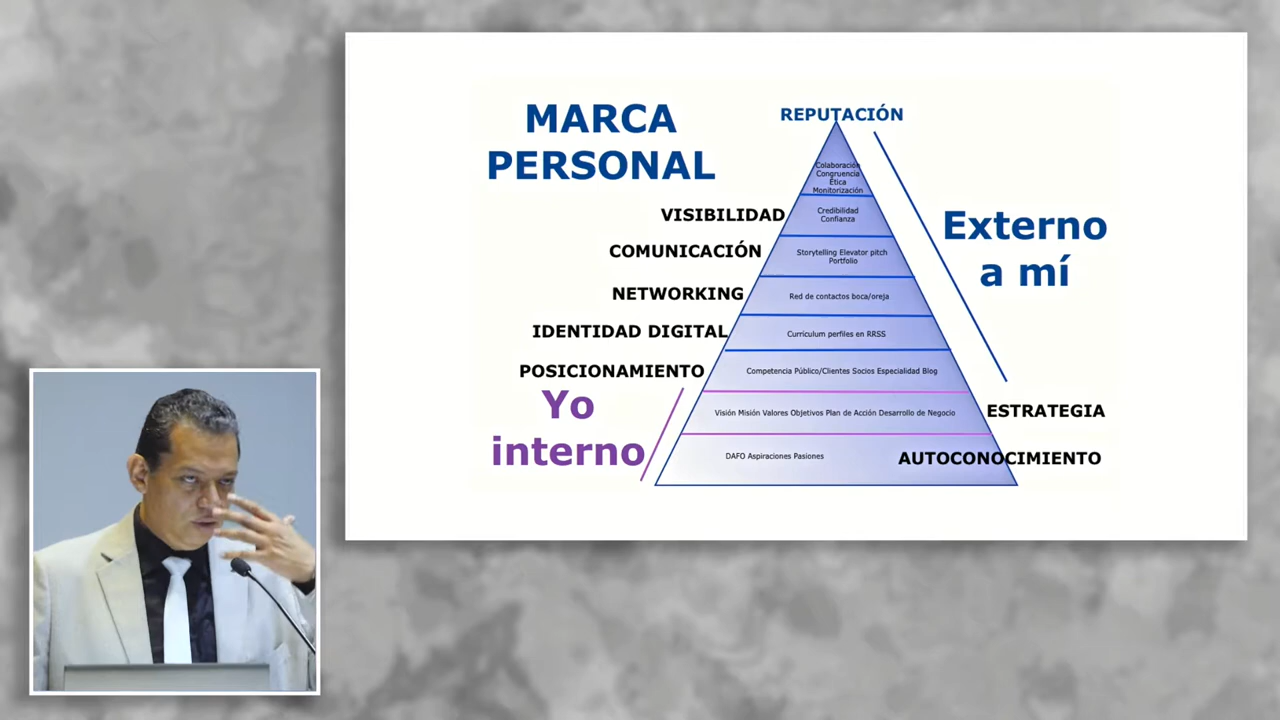 MARCA
PERSONAL
REPUTACIÓN
Colaboración
Congruencia
Ética
Monitorización
VISIBILIDAD
Credibilidad
Confianza
COMUNICACIÓN
Storytelling Elevator pitch
Portfolio
NETWORKING
Red de contactos boca/oreja
IDENTIDAD DIGITAL
Currículum perfiles en RRSS
POSICIONAMIENTO
Competencia Público/Clientes Socios Especialidad Blog
Externo
a mí
Yo
interno
Visión Misión Valores Objetivos Plan de Acción Desarrollo de Negocio
ESTRATEGIA
DAFO Aspiraciones Pasiones
AUTOCONOCIMIENTO